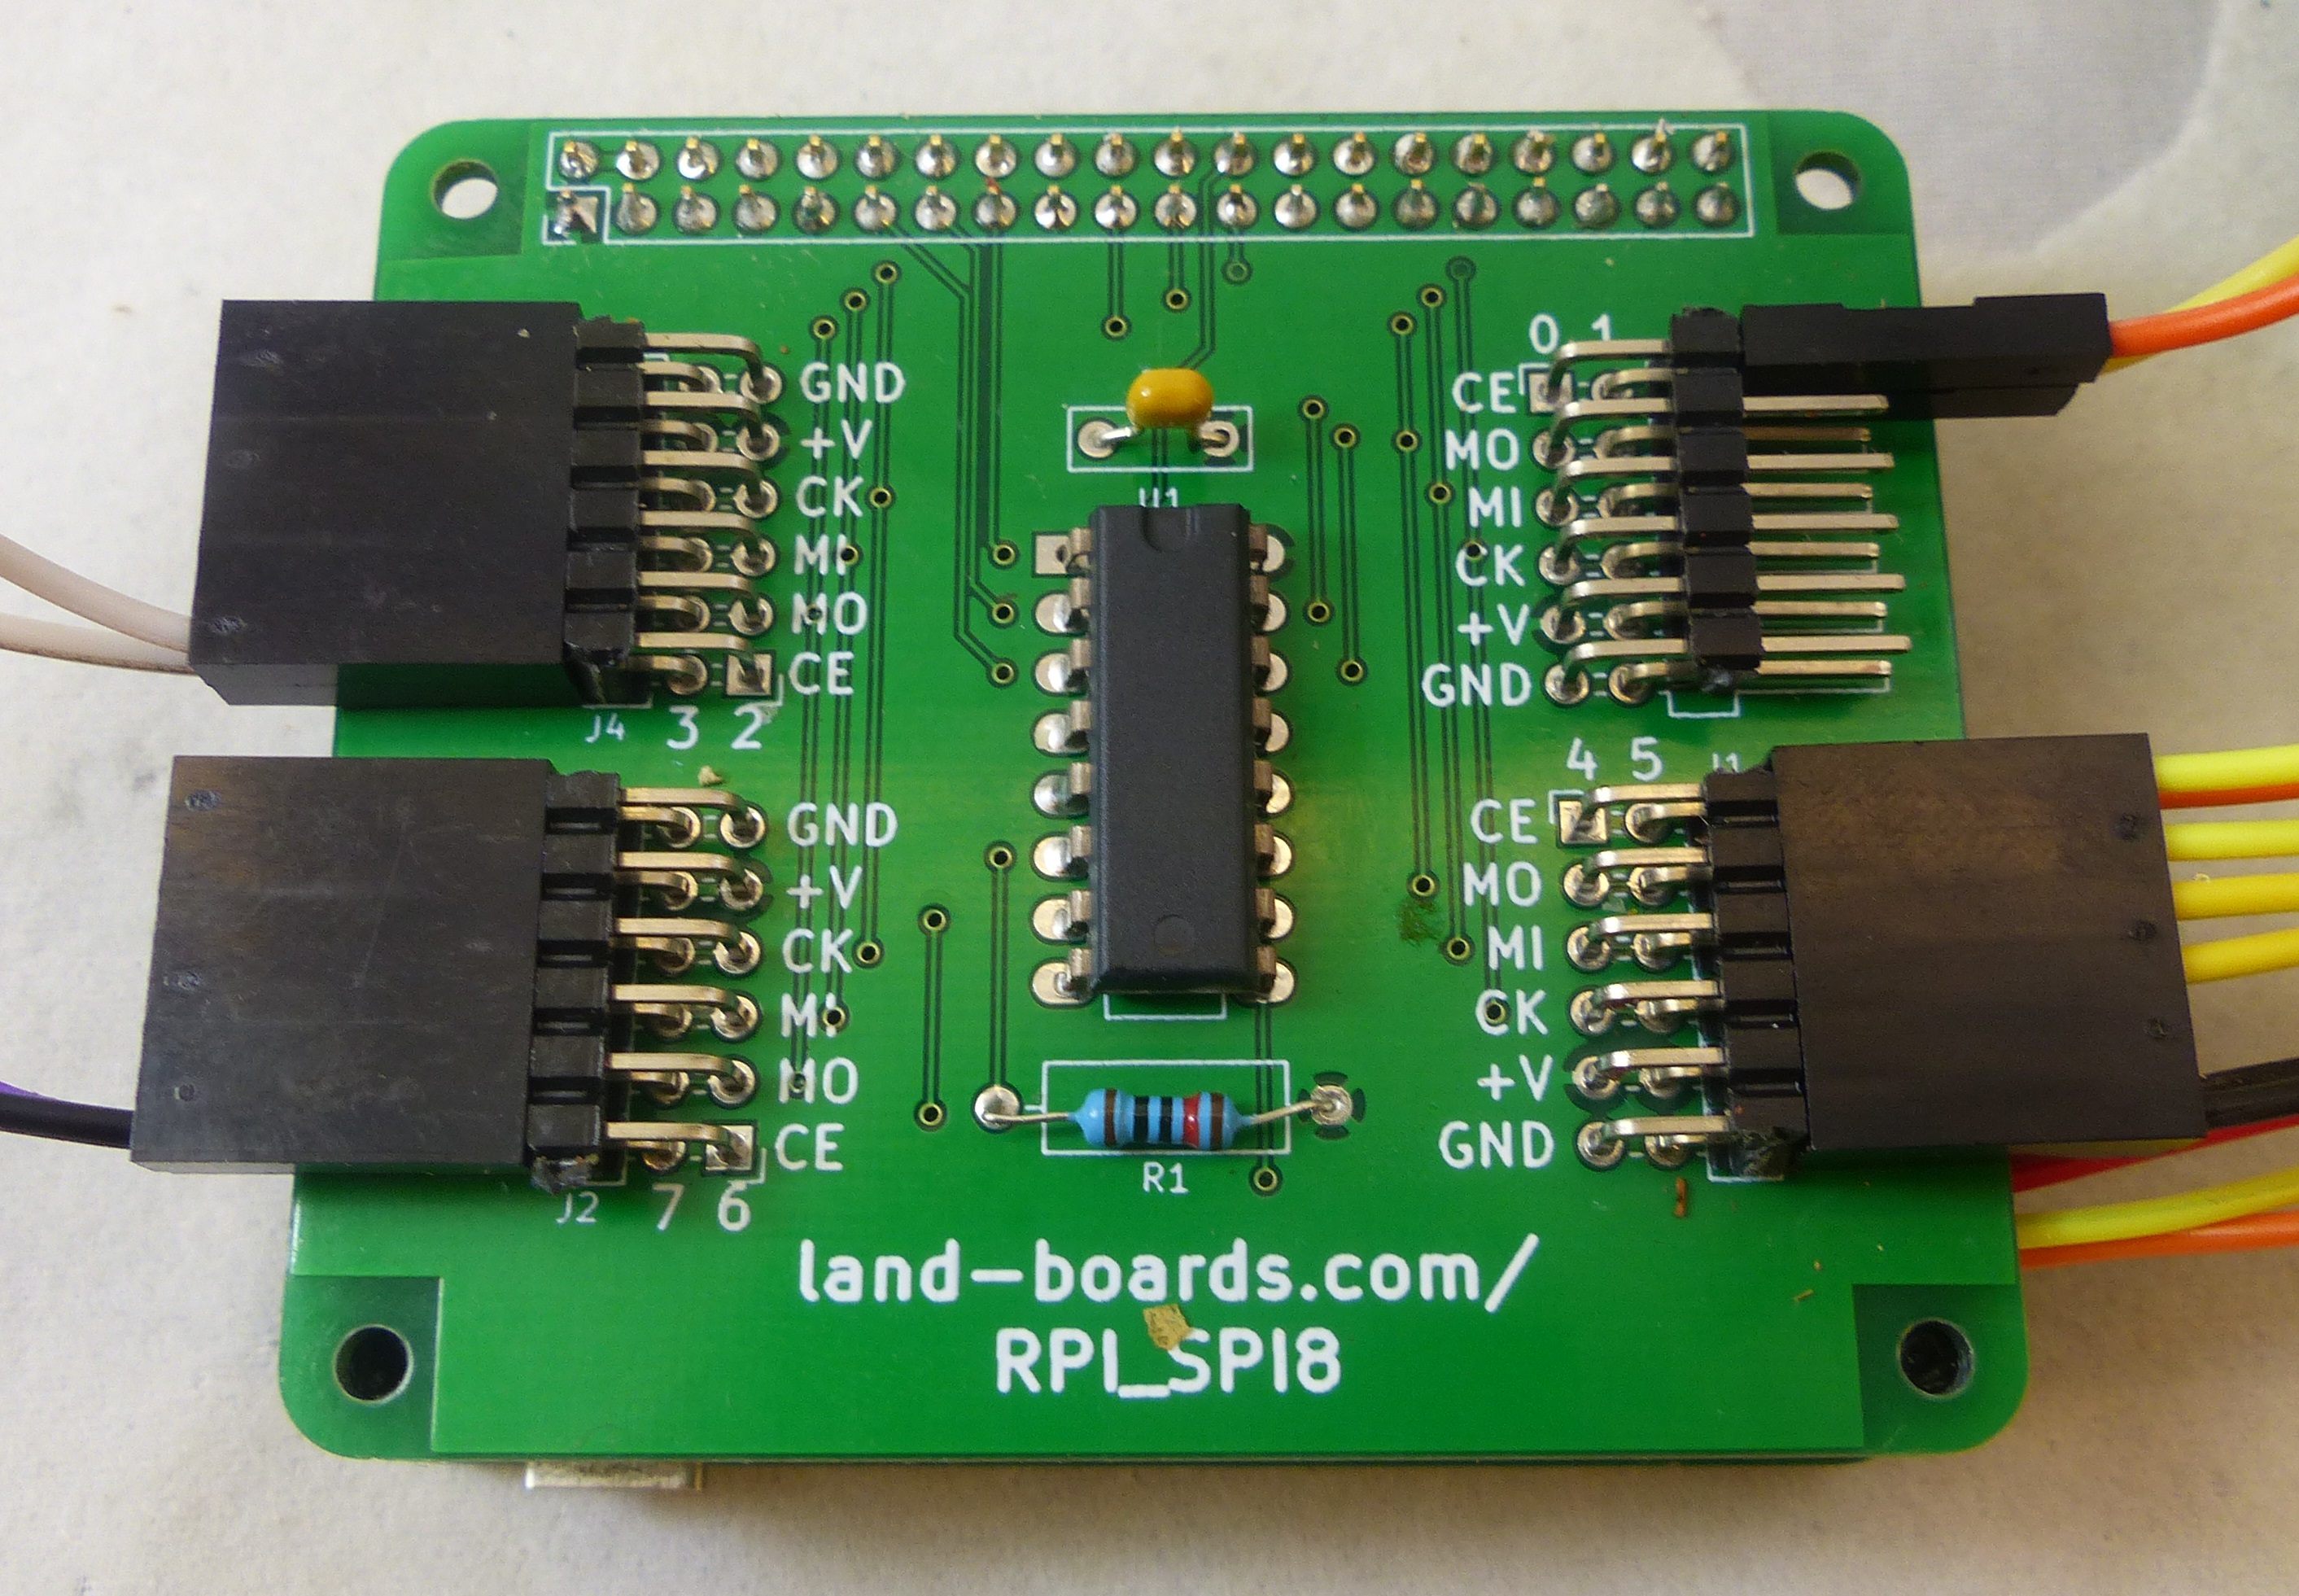 0 1
GND
+V
CK
MI
MO
CE
J4 3 2
CE
MO
MI
CK
+V
GND
U1
4 5 J1
GND
+V
CK
MI
MO
CE
J2 7 6
CE
MO
MI
CK
+V
GND
R1
land-boards.com/
RPI_SPI8